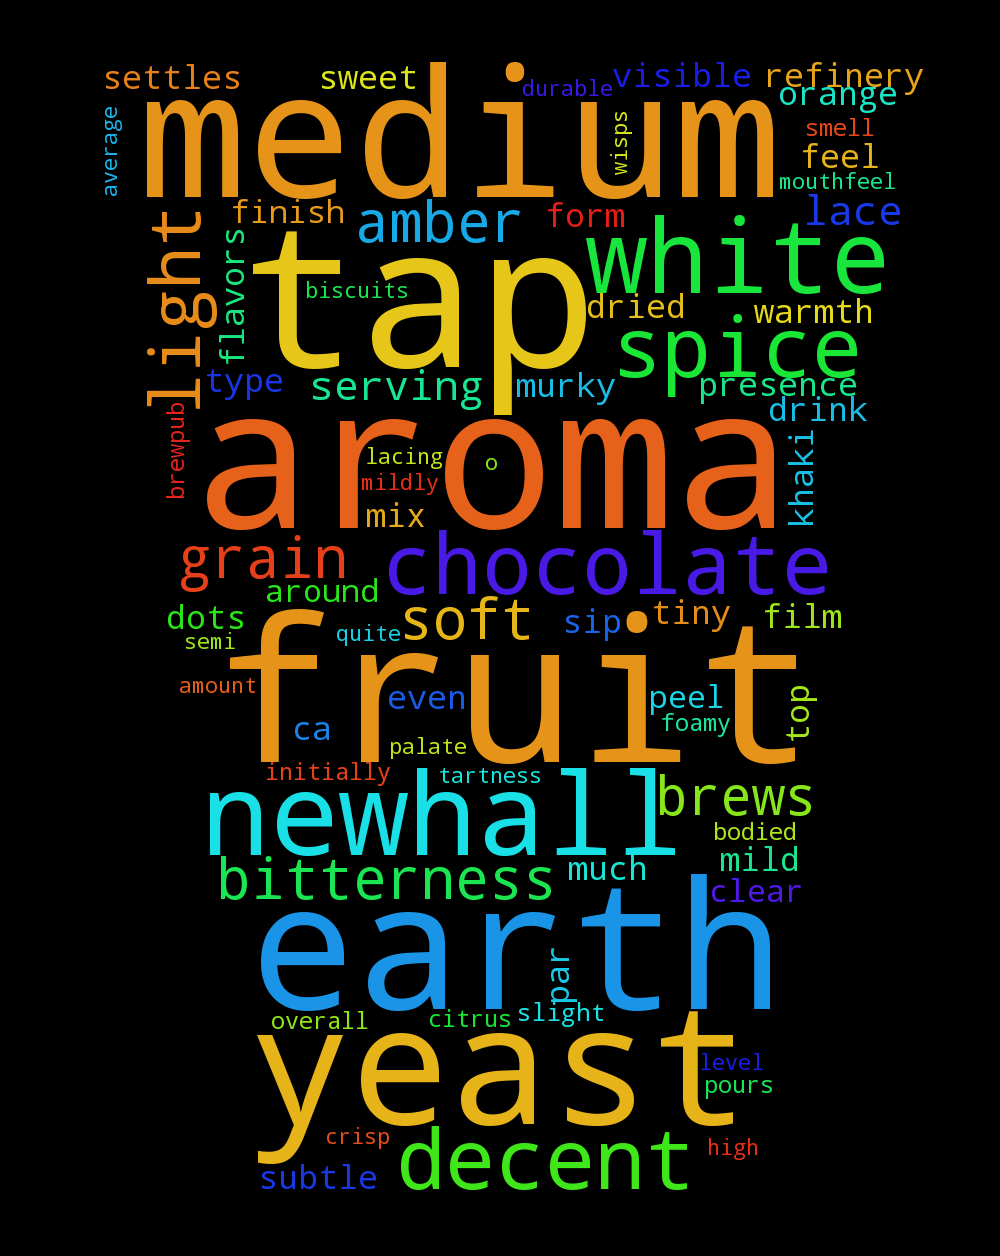 settles
sweet
durable
visible
refinery
orange
medium
average
wisps
smell
feel
mouthfeel
light
finish
amber
form
lace
flavors
tap
white
biscuits
dried
warmth
spice
type
serving
murky
presence
drink
brewpub
aroma
lacing
o
mildly
khaki
mix
grain
chocolate
around
dots
soft
sip
tiny
film
semi
quite
fruit
amount
even
peel
top
ca
foamy
palate
initially
tartness
newhall
brews
bodied
bitterness
much
mild
clear
earth
par
overall
citrus
slight
yeast
level
pours
crisp
decent
high
subtle